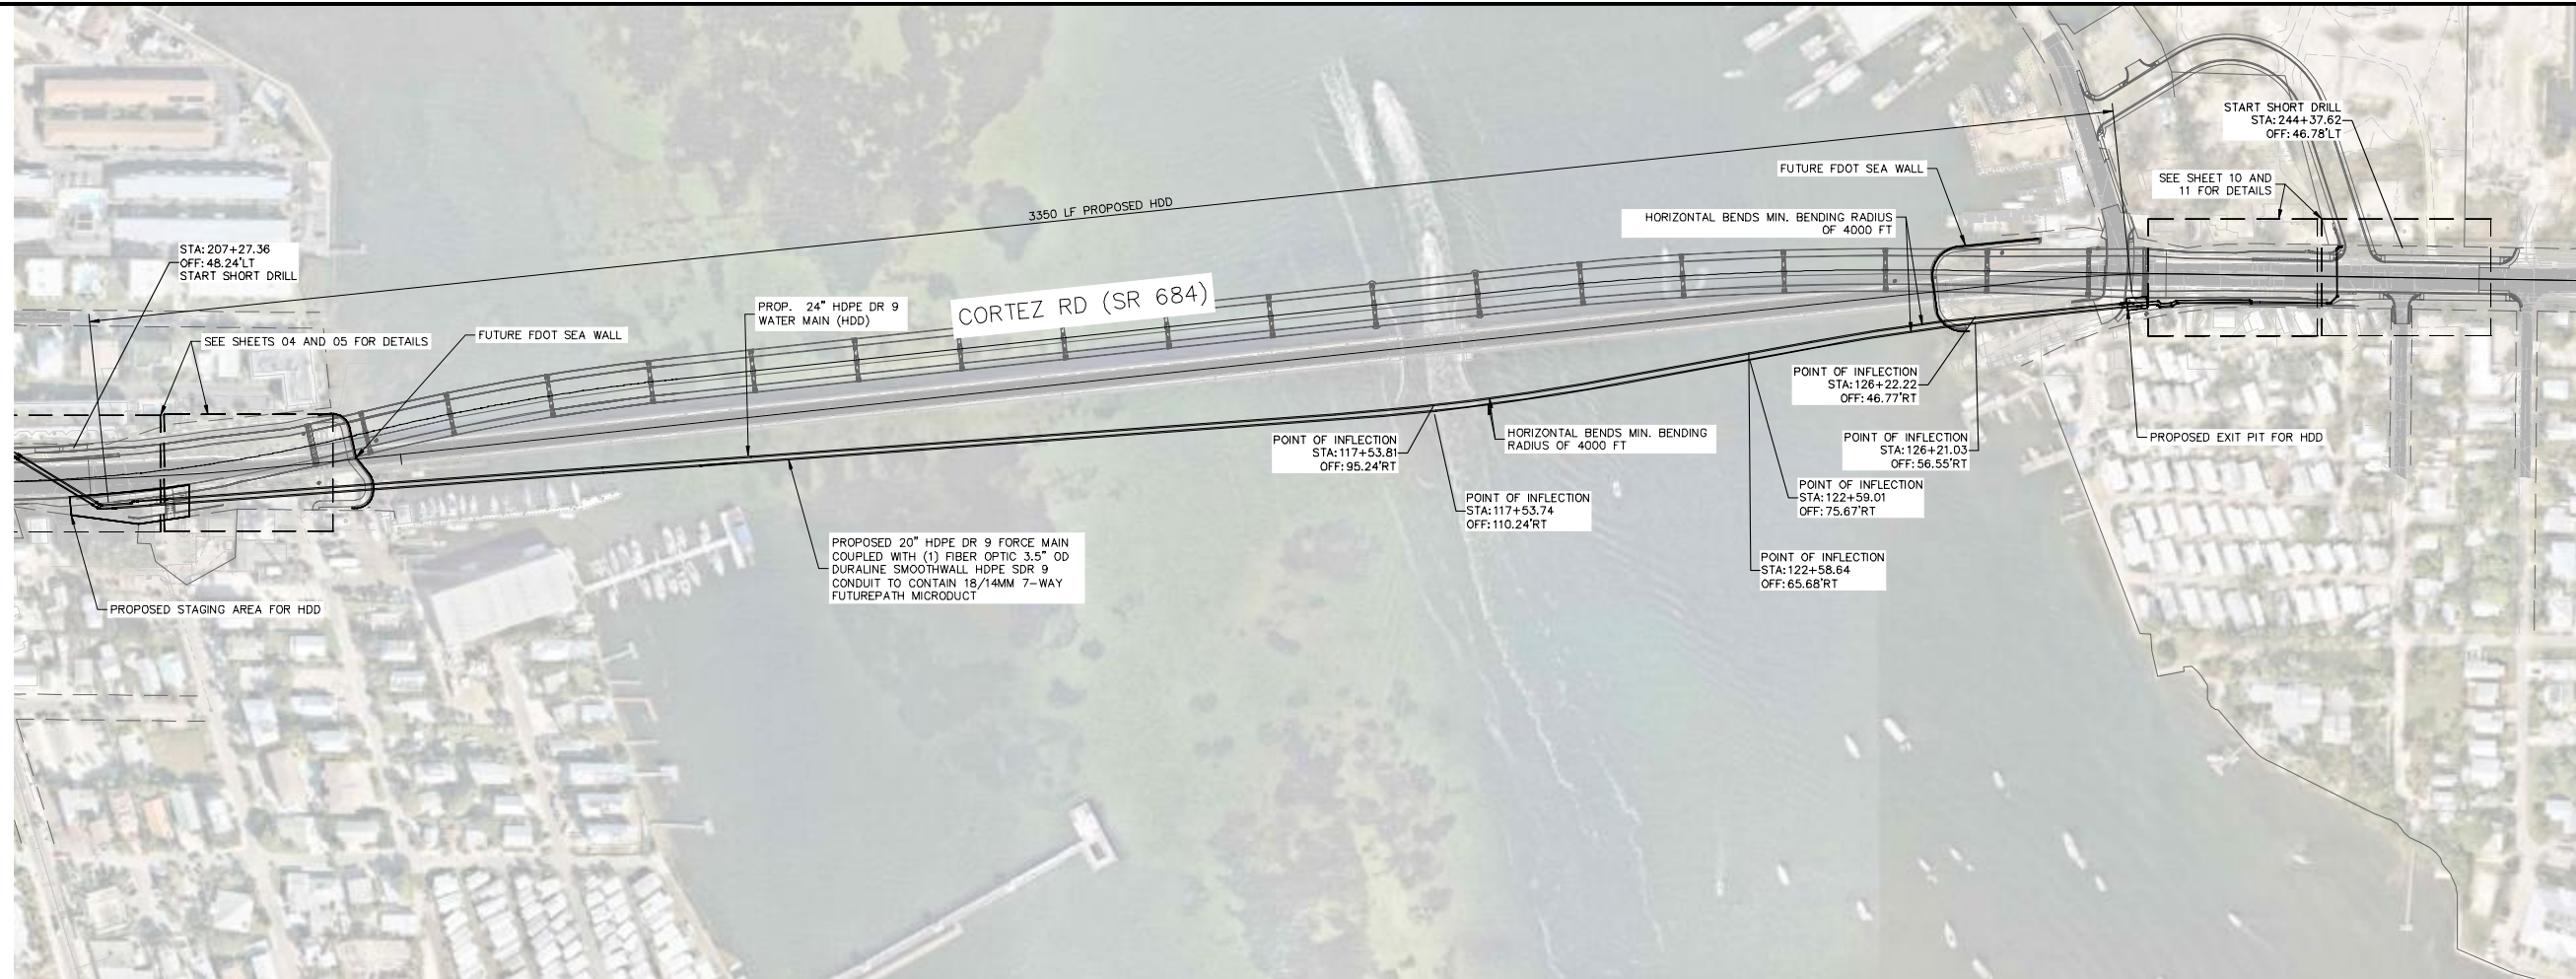 START SHORT DRILL
STA: 244+37.62
OFF: 46.78'LT
FUTURE FDOT SEA WALL
SEE SHEET 10 AND
11 FOR DETAILS
3350 LF PROPOSED HDD
HORIZONTAL BENDS MIN. BENDING RADIUS
OF 4000 FT
STA: 207+27.36
OFF: 48.24'LT
START SHORT DRILL
PROP. 24" HDPE DR 9
WATER MAIN (HDD)
CORTEZ RD (SR 684)
SEE SHEETS 04 AND 05 FOR DETAILS
FUTURE FDOT SEA WALL
POINT OF INFLECTION
STA: 126+22.22
OFF: 46.77'RT
HORIZONTAL BENDS MIN. BENDING
RADIUS OF 4000 FT
POINT OF INFLECTION
STA: 117+53.81
OFF: 95.24'RT
POINT OF INFLECTION
STA: 126+21.03
OFF: 56.55'RT
PROPOSED EXIT PIT FOR HDD
POINT OF INFLECTION
STA: 122+59.01
OFF: 75.67'RT
POINT OF INFLECTION
STA: 117+53.74
OFF: 110.24'RT
PROPOSED 20" HDPE DR 9 FORCE MAIN
COUPLED WITH (1) FIBER OPTIC 3.5" OD
DURALINE SMOOTHWALL HDPE SDR 9
CONDUIT TO CONTAIN 18/14MM 7-WAY
FUTUREPATH MICRODUCT
POINT OF INFLECTION
STA: 122+58.64
OFF: 65.68'RT
PROPOSED STAGING AREA FOR HDD